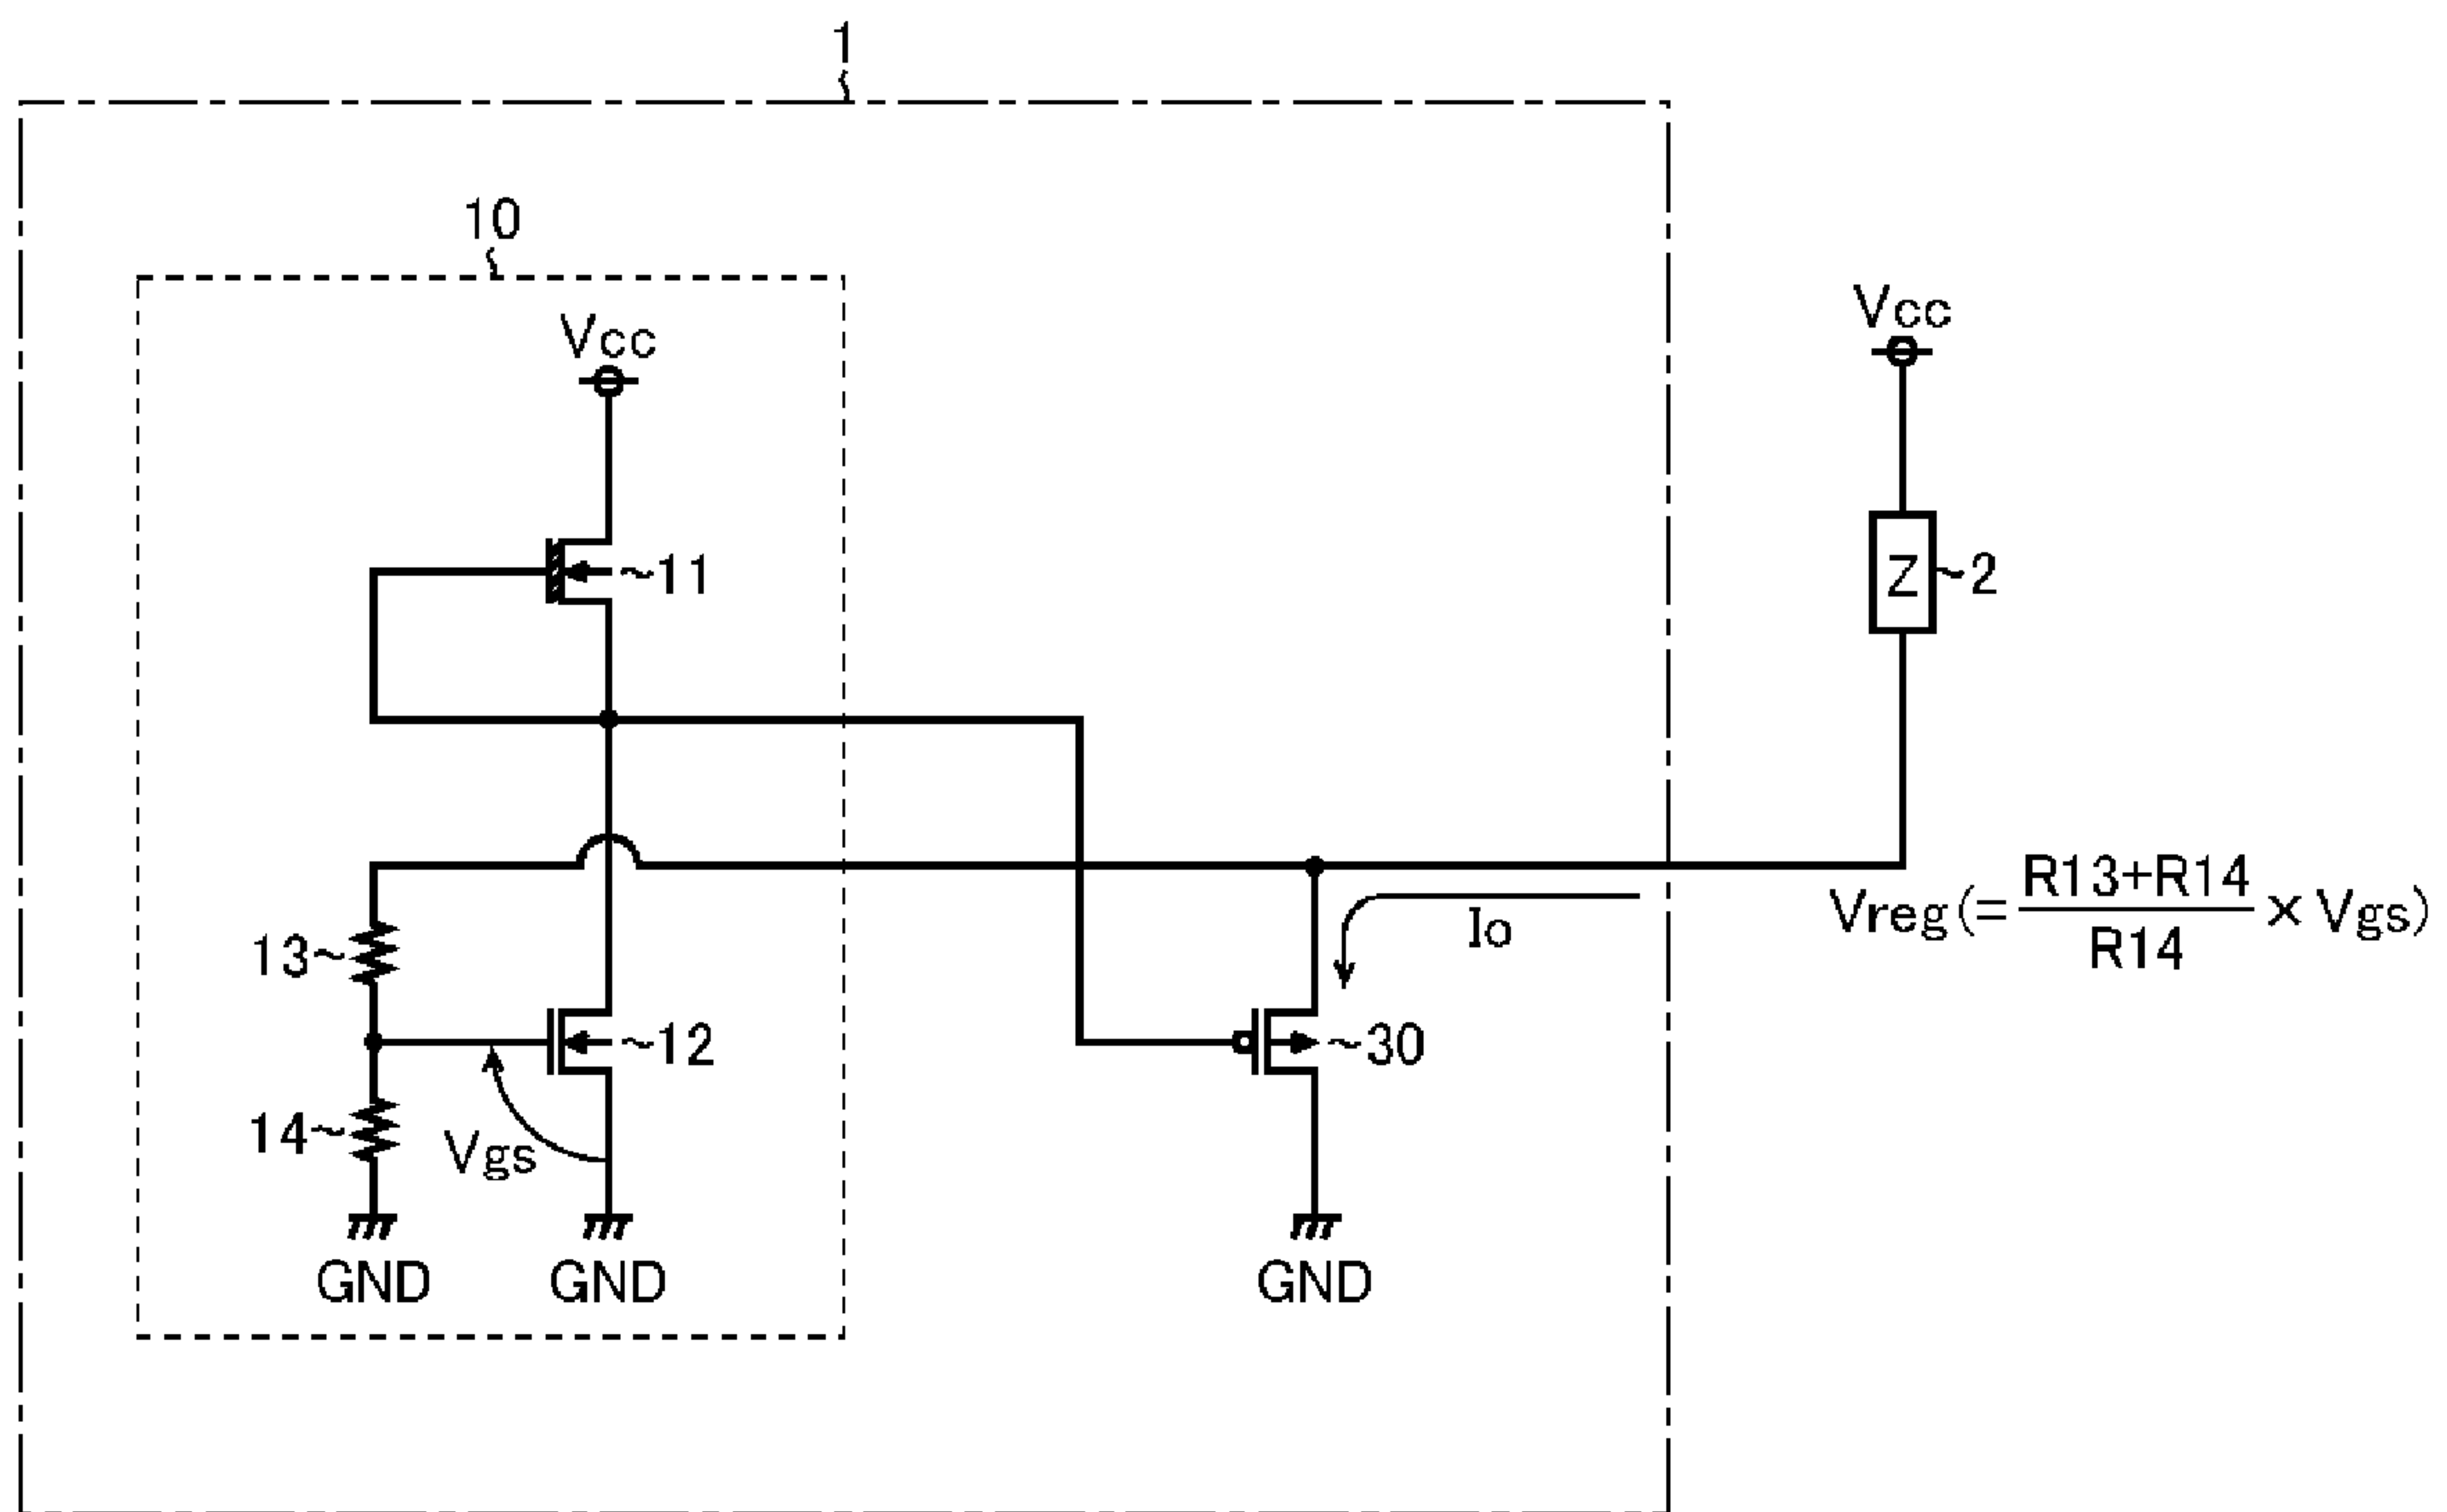 1
10
Vcc
Vcc
~11
Z ~2
13~
Io
Vreg(= R13+R14 / R14 × Vgs)
~12
~30
14~
Vgs
GND
GND
GND